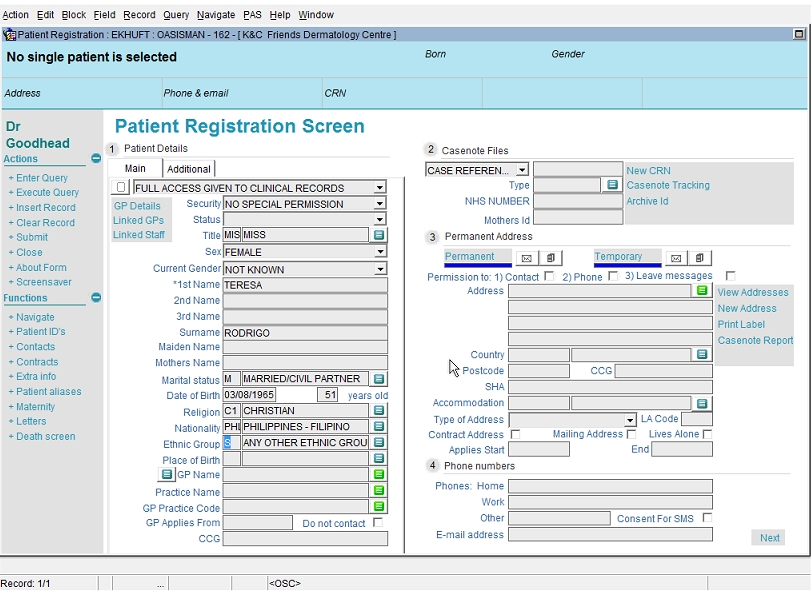 Action Edit Block Field Record Query Navigate PAS Help Window
Patient Registration : EKHUFT : OASISMAN - 162 - [ K&C Friends Dermatology Centre ]
No single patient is selected
Born
Gender
Address
Phone & email
CRN
Dr Goodhead
Actions
+ Enter Query
+ Execute Query
+ Insert Record
+ Clear Record
+ Submit
+ Close
+ About Form
+ Screensaver
Functions
+ Navigate
+ Patient ID's
+ Contacts
+ Contracts
+ Extra info
+ Patient aliases
+ Maternity
+ Letters
+ Death screen
Patient Registration Screen
1 Patient Details
Main Additional
FULL ACCESS GIVEN TO CLINICAL RECORDS
GP Details
Linked GPs
Linked Staff
Security NO SPECIAL PERMISSION
Status
Title MIS MISS
Sex FEMALE
Current Gender NOT KNOWN
*1st Name TERESA
2nd Name
3rd Name
Surname RODRIGO
Maiden Name
Mothers Name
Marital status M MARRIED/CIVIL PARTNER
Date of Birth 03/08/1965 51 years old
Religion C1 CHRISTIAN
Nationality PHI PHILIPPINES - FILIPINO
Ethnic Group S ANY OTHER ETHNIC GROU
Place of Birth
GP Name
Practice Name
GP Practice Code
GP Applies From Do not contact
CCG
2 Casenote Files
CASE REFEREN...
New CRN
Type
Casenote Tracking
NHS NUMBER
Archive Id
Mothers Id
3 Permanent Address
Permanent
Temporary
Permission to: 1) Contact 2) Phone 3) Leave messages
Address
View Addresses
New Address
Print Label
Casenote Report
Country
Postcode CCG
SHA
Accommodation
Type of Address LA Code
Contract Address Mailing Address Lives Alone
Applies Start End
4 Phone numbers
Phones: Home
Work
Other Consent For SMS
E-mail address
Next
Record: 1/1 ... <OSC>